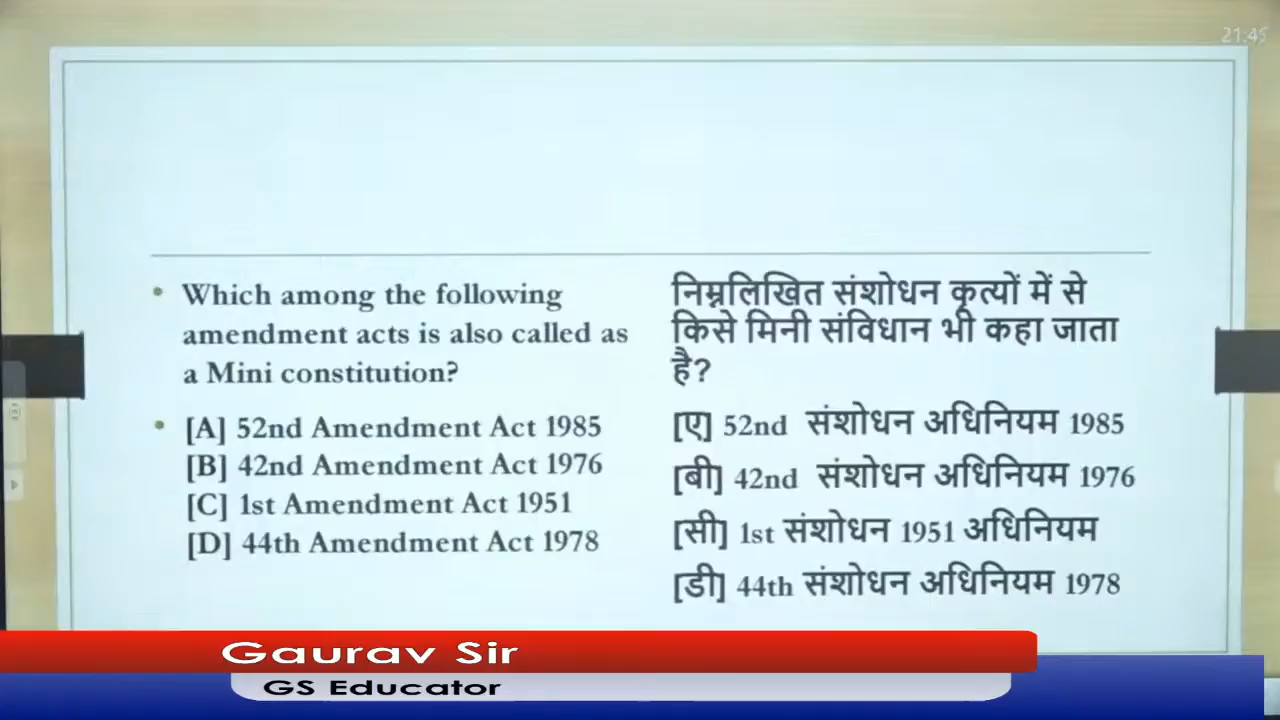 21:45
Which among the following
amendment acts is also called as
a Mini constitution?
[A] 52nd Amendment Act 1985
[B] 42nd Amendment Act 1976
[C] 1st Amendment Act 1951
[D] 44th Amendment Act 1978
निम्नलिखित संशोधन कृत्यों में से
किसे मिनी संविधान भी कहा जाता
है?
[ए] 52nd संशोधन अधिनियम 1985
[बी] 42nd संशोधन अधिनियम 1976
[सी] 1st संशोधन 1951 अधिनियम
[डी] 44th संशोधन अधिनियम 1978
Gaurav Sir
GS Educator